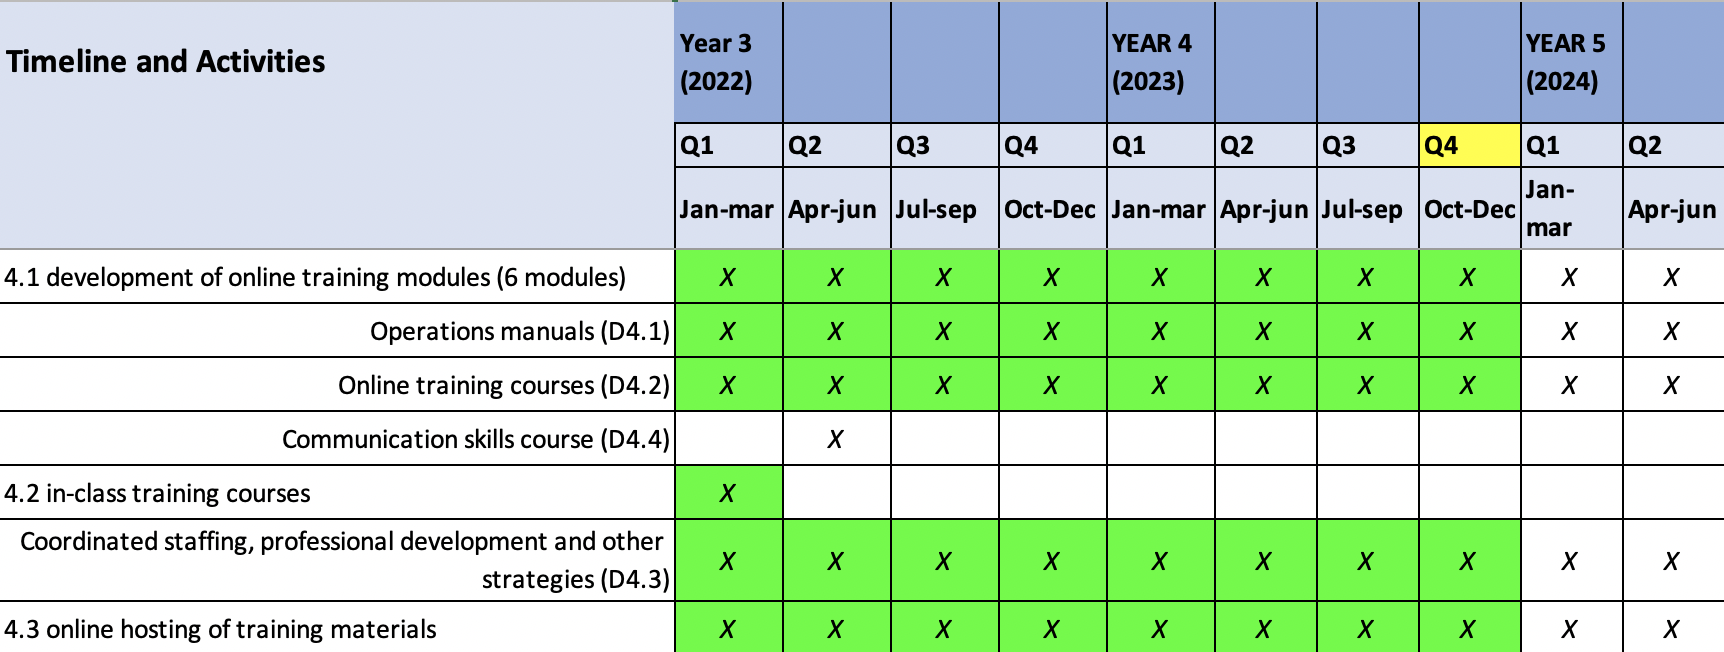 Timeline and Activities
Year 3 YEAR 4 YEAR 5
(2022) (2023) (2024)
Q1 Q2 Q3 Q4 Q1 Q2 Q3 Q4 Q1 Q2
Jan-mar Apr-jun Jul-sep Oct-Dec Jan-mar Apr-jun Jul-sep Oct-Dec Jan-
mar Apr-jun
4.1 development of online training modules (6 modules) X X X X X X X X X X
Operations manuals (D4.1) X X X X X X X X X X
Online training courses (D4.2) X X X X X X X X X X
Communication skills course (D4.4) X
4.2 in-class training courses X
Coordinated staffing, professional development and other
strategies (D4.3) X X X X X X X X X X
4.3 online hosting of training materials X X X X X X X X X X